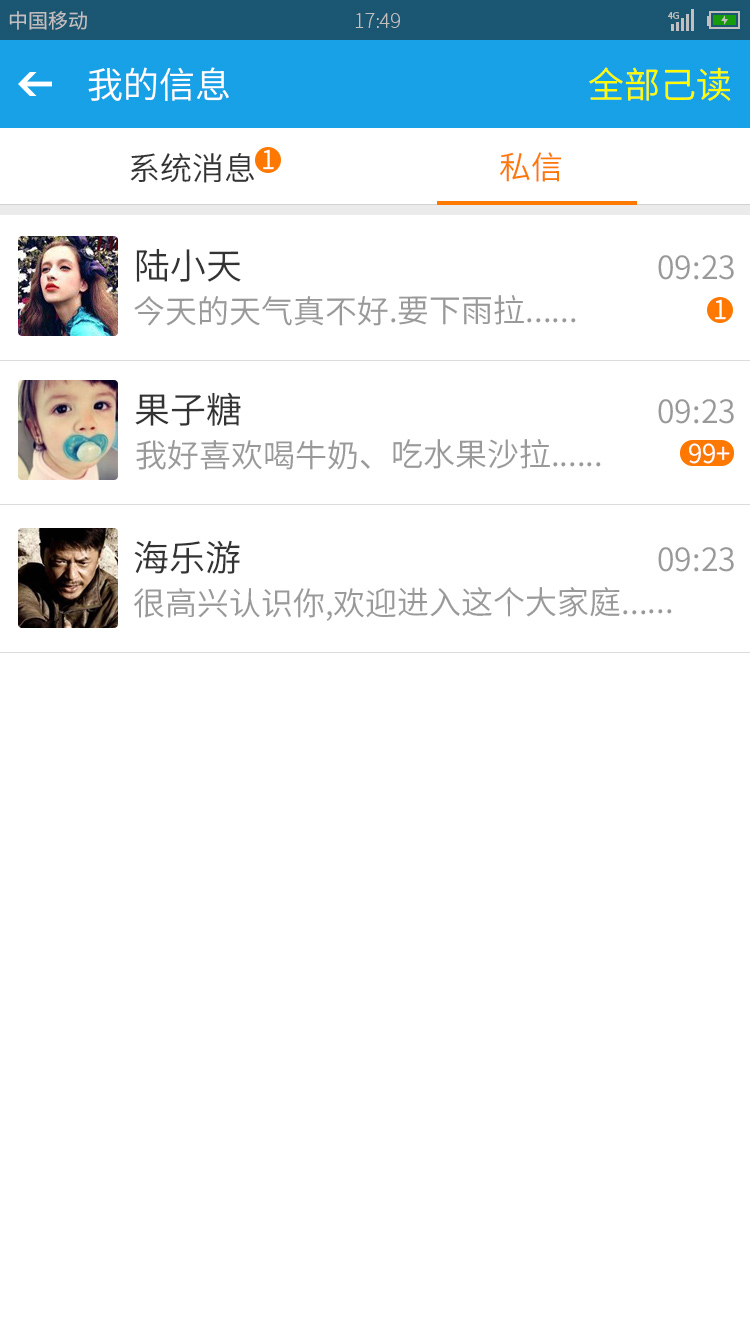 中国移动 17:49 4G
我的信息 全部己读
系统消息 1 私信
陆小天 09:23
今天的天气真不好.要下雨拉...... 1
果子糖 09:23
我好喜欢喝牛奶、吃水果沙拉...... 99+
海乐游 09:23
很高兴认识你,欢迎进入这个大家庭......